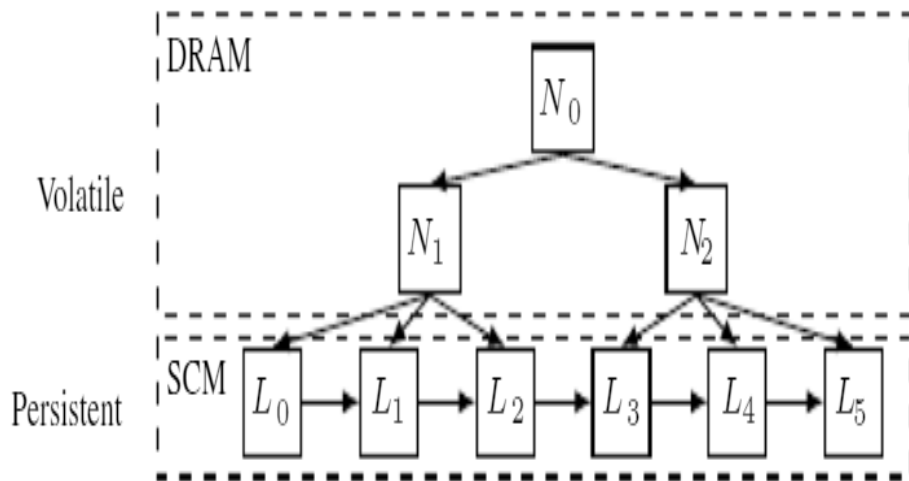 DRAM
N0
Volatile
N1
N2
SCM
Persistent
L0
L1
L2
L3
L4
L5